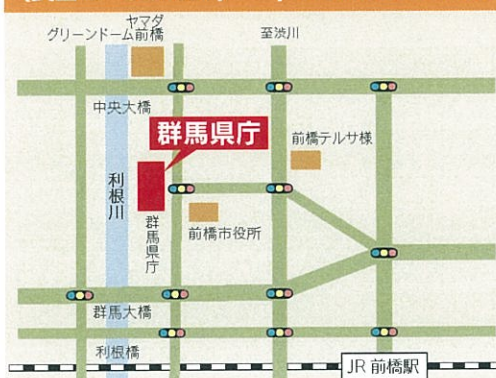 ヤマダ
グリーンドーム前橋
至渋川
中央大橋
群馬県庁
前橋テルサ様
利根川
群馬県庁
前橋市役所
群馬大橋
利根橋
JR 前橋駅